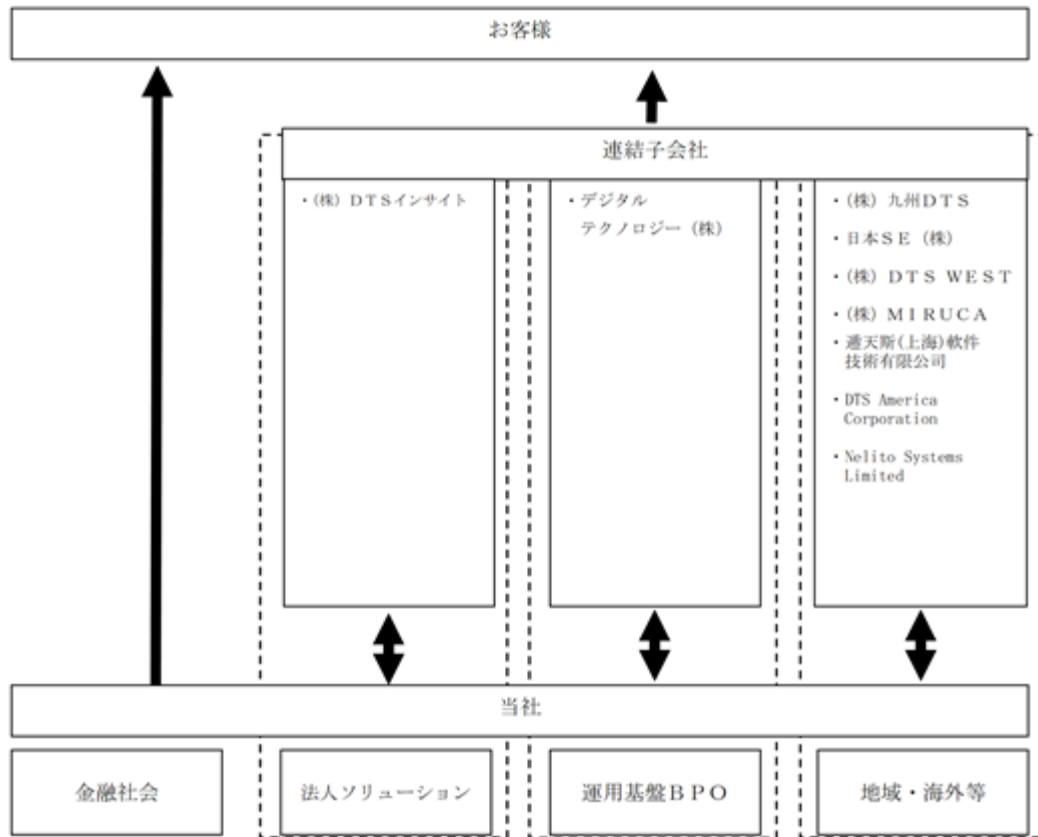 お客様
連結子会社
・(株) ＤＴＳインサイト
・デジタル
テクノロジー (株)
・(株) 九州ＤＴＳ
・日本ＳＥ (株)
・(株) ＤＴＳ ＷＥＳＴ
・(株) ＭＩＲＵＣＡ
・逓天斯(上海)軟件
技術有限公司
・DTS America
Corporation
・Nelito Systems
Limited
当社
金融社会
法人ソリューション
運用基盤ＢＰＯ
地域・海外等